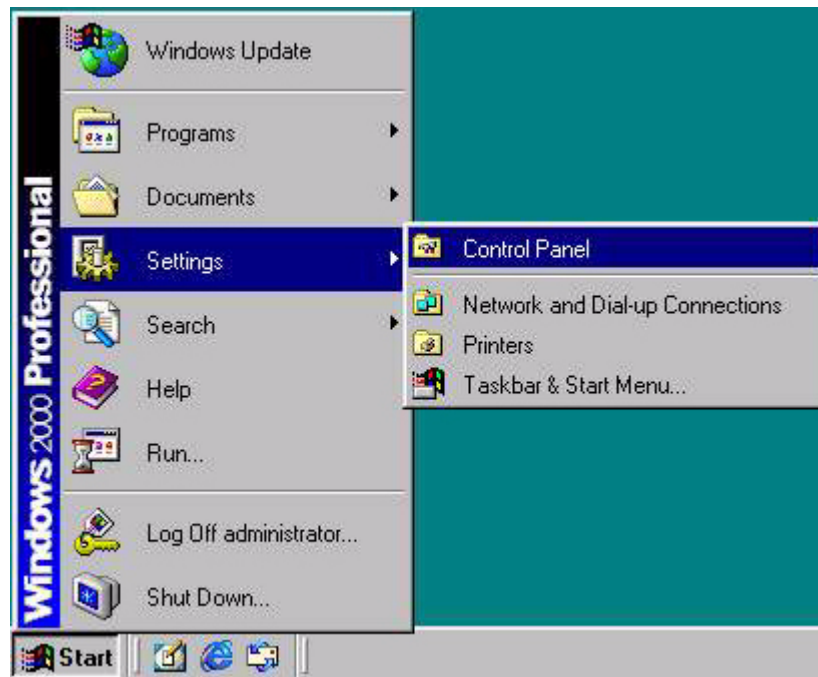 Windows Update
Programs
Documents
Settings
Search
Help
Run...
Log Off administrator...
Shut Down...
Windows 2000 Professional
Control Panel
Network and Dial-up Connections
Printers
Taskbar & Start Menu...
Start